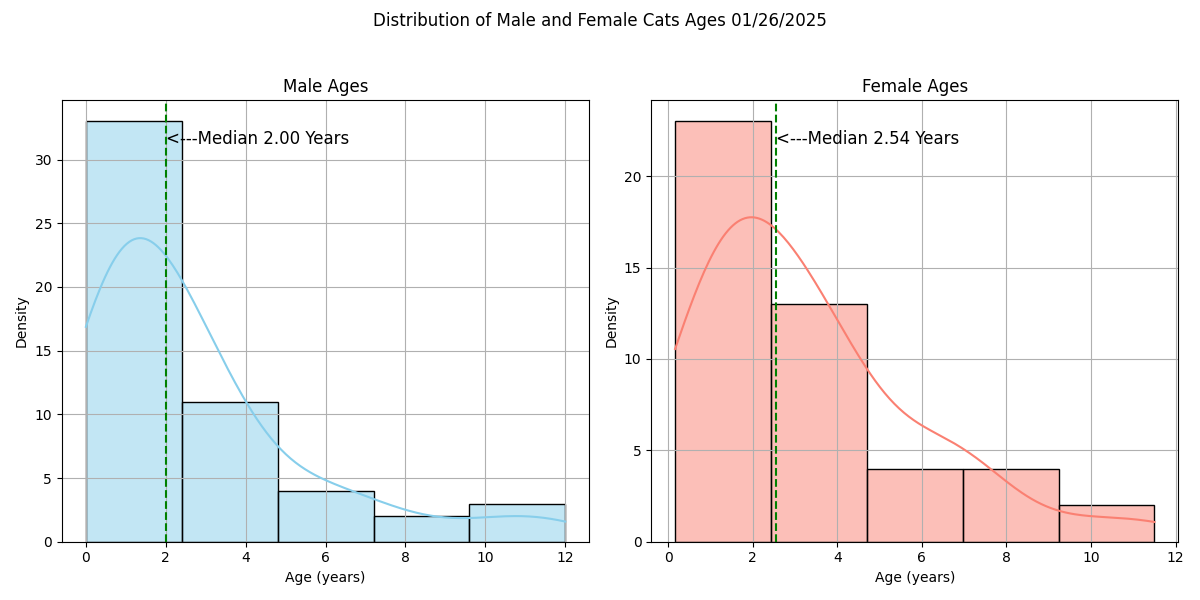 Distribution of Male and Female Cats Ages 01/26/2025
Male Ages
<---Median 2.00 Years
Density
30
25
20
15
10
5
0
0 2 4 6 8 10 12
Age (years)
Female Ages
<---Median 2.54 Years
Density
20
15
10
5
0
0 2 4 6 8 10 12
Age (years)